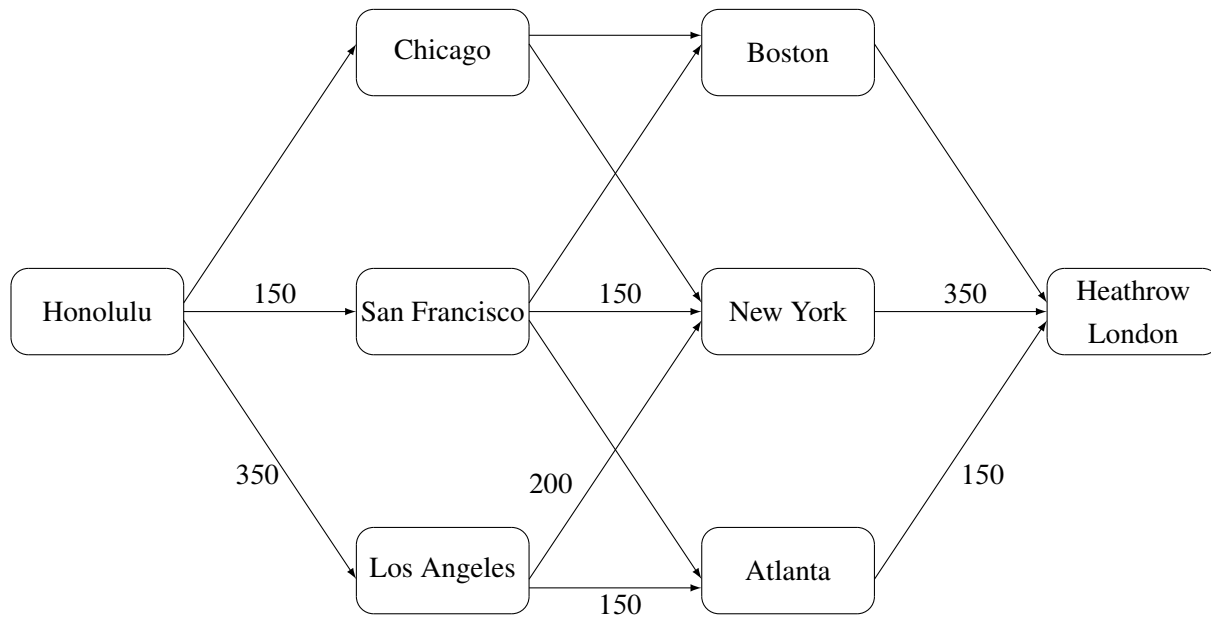 Chicago
Boston
Honolulu
150
San Francisco
150
New York
350
Heathrow
London
350
200
150
Los Angeles
150
Atlanta